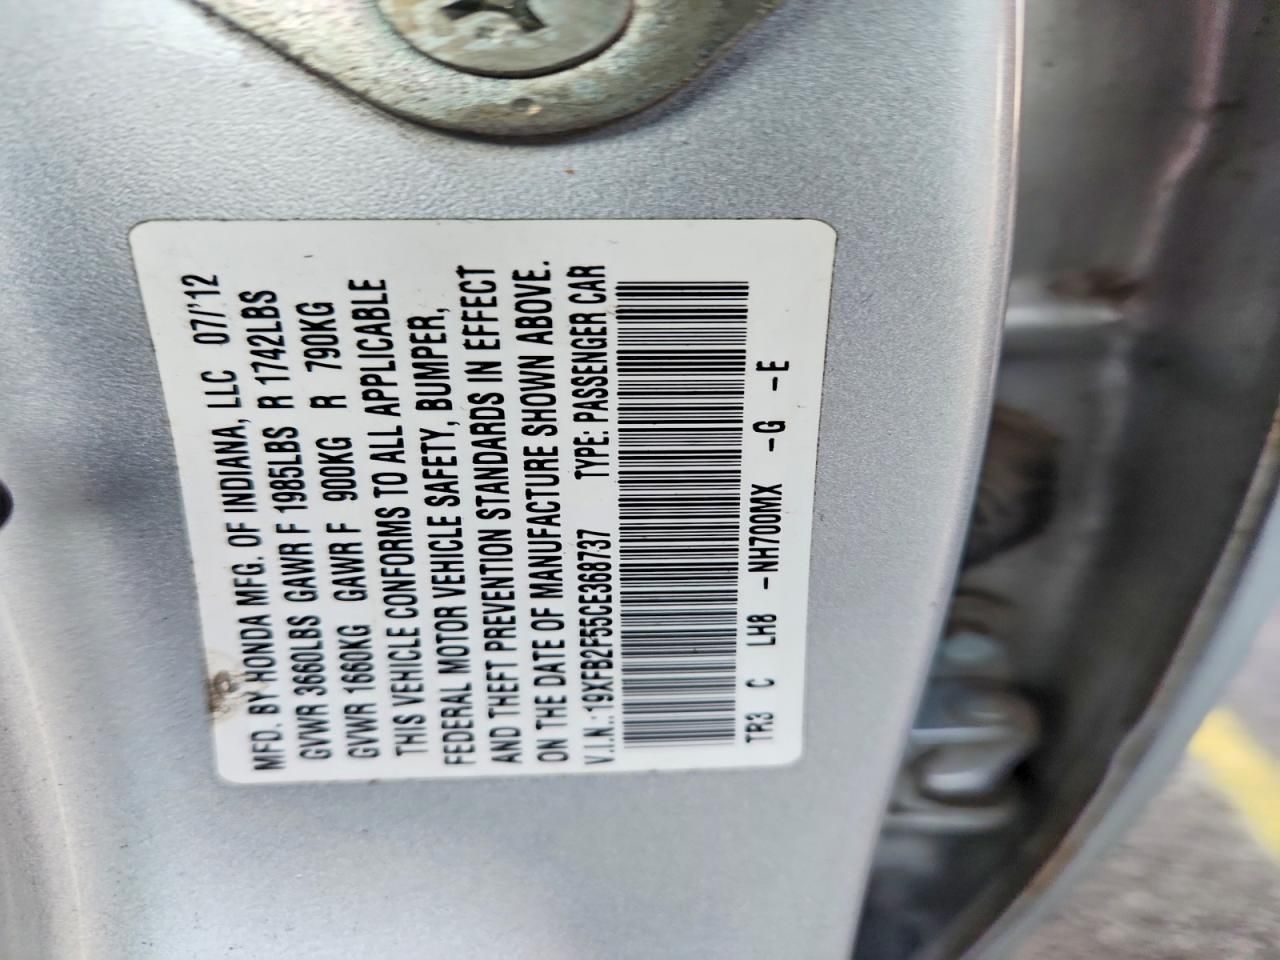 MFD. BY HONDA MFG. OF INDIANA, LLC 07/'12
GVWR 3660LBS GAWR F 1985LBS R 1742LBS
GVWR 1660KG GAWR F 900KG R 790KG
THIS VEHICLE CONFORMS TO ALL APPLICABLE
FEDERAL MOTOR VEHICLE SAFETY, BUMPER,
AND THEFT PREVENTION STANDARDS IN EFFECT
ON THE DATE OF MANUFACTURE SHOWN ABOVE.
V.I.N.: 19XFB2F55CE368737 TYPE: PASSENGER CAR
TR3 C LH8 -NH700MX -G -E